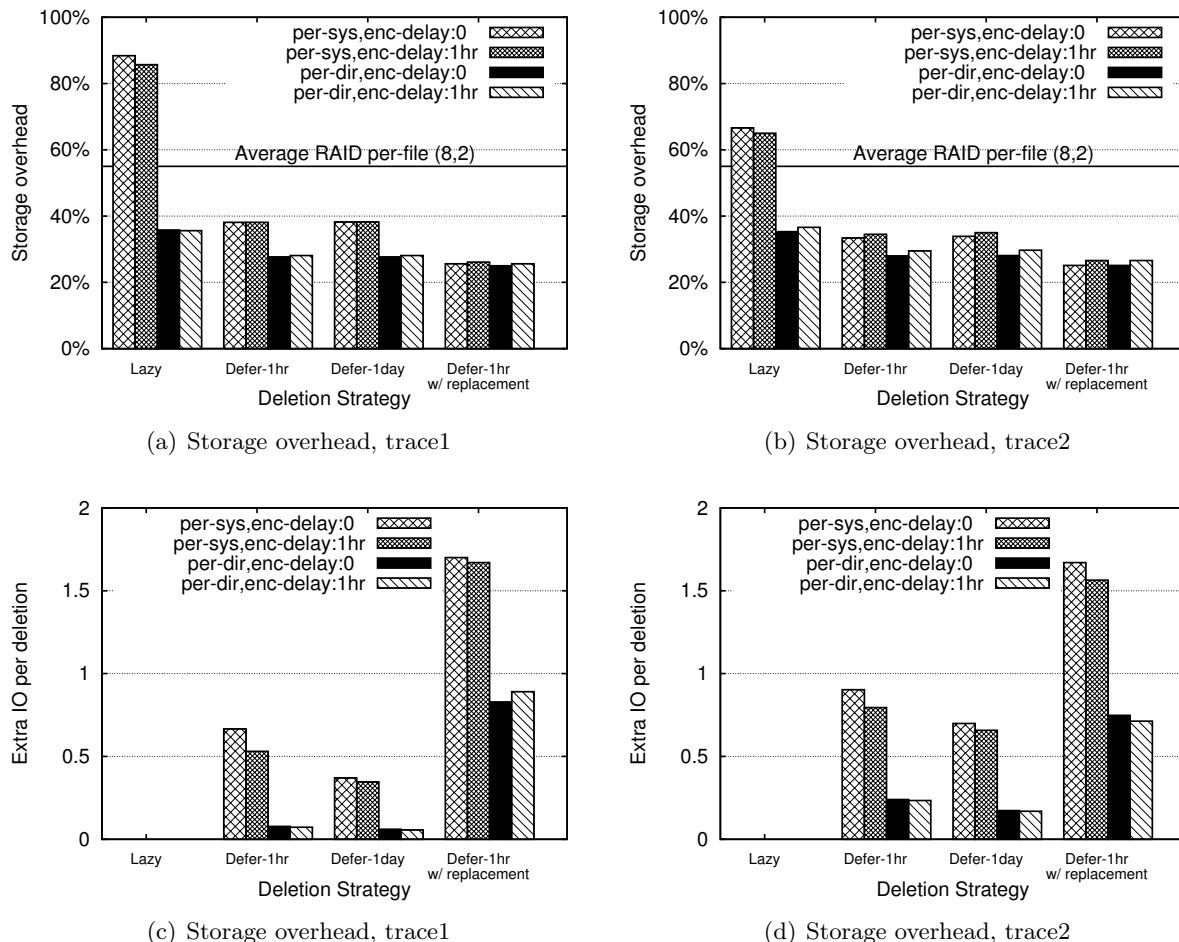 100%
80%
60%
40%
20%
0%
Storage overhead
per-sys,enc-delay:0
per-sys,enc-delay:1hr
per-dir,enc-delay:0
per-dir,enc-delay:1hr
Average RAID per-file (8,2)
Lazy
Defer-1hr
Defer-1day
Defer-1hr
w/ replacement
Deletion Strategy
(a) Storage overhead, trace1
100%
80%
60%
40%
20%
0%
Storage overhead
per-sys,enc-delay:0
per-sys,enc-delay:1hr
per-dir,enc-delay:0
per-dir,enc-delay:1hr
Average RAID per-file (8,2)
Lazy
Defer-1hr
Defer-1day
Defer-1hr
w/ replacement
Deletion Strategy
(b) Storage overhead, trace2
2
1.5
1
0.5
0
Extra IO per deletion
per-sys,enc-delay:0
per-sys,enc-delay:1hr
per-dir,enc-delay:0
per-dir,enc-delay:1hr
Lazy
Defer-1hr
Defer-1day
Defer-1hr
w/ replacement
Deletion Strategy
(c) Storage overhead, trace1
2
1.5
1
0.5
0
Extra IO per deletion
per-sys,enc-delay:0
per-sys,enc-delay:1hr
per-dir,enc-delay:0
per-dir,enc-delay:1hr
Lazy
Defer-1hr
Defer-1day
Defer-1hr
w/ replacement
Deletion Strategy
(d) Storage overhead, trace2